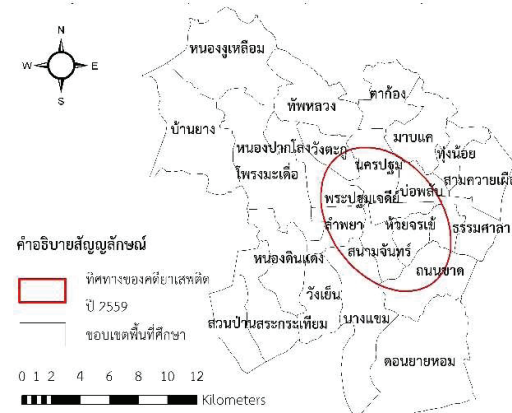 N
W E
S
หนองงูเหลือม
ทัพหลวง
ตาก้อง
บ้านยาง
หนองปากโลง
วังตะกู
มาบแค
นครปฐม
ทุ่งน้อย
โพรงมะเดื่อ
สามควายเผือ
พระปฐมเจดีย์
บ่อพลับ
ลำพยา
ห้วยจรเข้
ธรรมศาลา
สนามจันทร์
หนองดินแดง
ถนนขาด
วังเย็น
สวนป่าน
สระกระเทียม
บางแขม
ดอนยายหอม
คำอธิบายสัญญลักษณ์
ทิศทางของคดียาเสพติด
ปี 2559
ขอบเขตพื้นที่ศึกษา
0 1 2 4 6 8 10 12
Kilometers